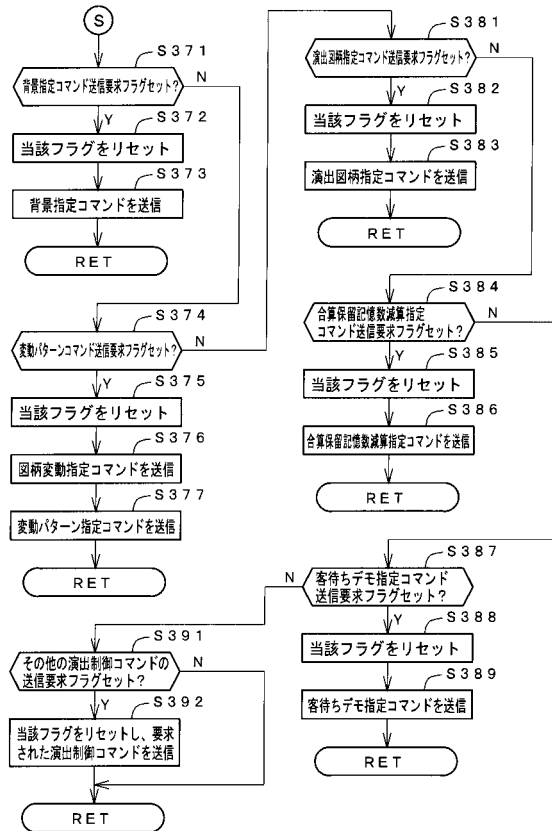 S
S371
背景指定コマンド送信要求フラグセット?
N
Y
S372
当該フラグをリセット
S373
背景指定コマンドを送信
RET
S374
変動パターンコマンド送信要求フラグセット?
N
Y
S375
当該フラグをリセット
S376
図柄変動指定コマンドを送信
S377
変動パターン指定コマンドを送信
RET
S381
演出図柄指定コマンド送信要求フラグセット?
N
Y
S382
当該フラグをリセット
S383
演出図柄指定コマンドを送信
RET
S384
合算保留記憶数減算指定
コマンド送信要求フラグセット?
N
Y
S385
当該フラグをリセット
S386
合算保留記憶数減算指定コマンドを送信
RET
S387
客待ちデモ指定コマンド
送信要求フラグセット?
N
Y
S388
当該フラグをリセット
S389
客待ちデモ指定コマンドを送信
RET
S391
その他の演出制御コマンドの
送信要求フラグセット?
N
Y
S392
当該フラグをリセットし、要求
された演出制御コマンドを送信
RET